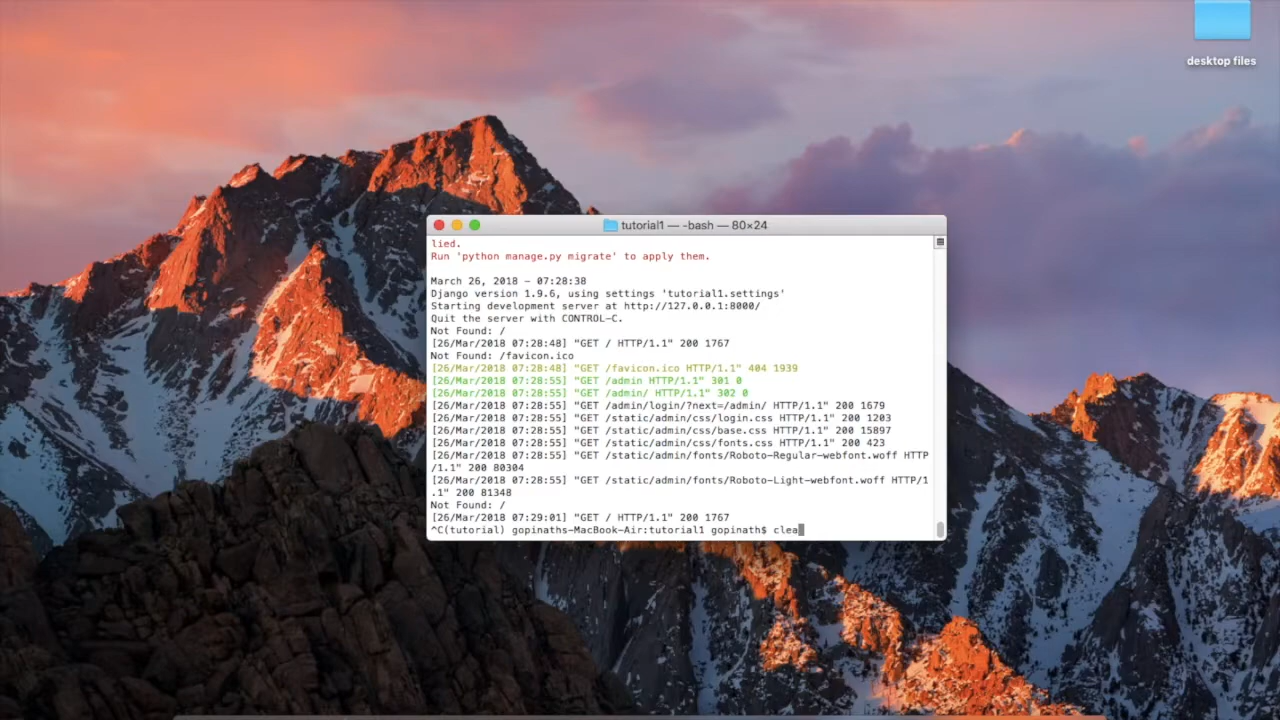 desktop files
tutorial1 — -bash — 80×24
lied.
Run 'python manage.py migrate' to apply them.
March 26, 2018 - 07:28:38
Django version 1.9.6, using settings 'tutorial1.settings'
Starting development server at http://127.0.0.1:8000/
Quit the server with CONTROL-C.
Not Found: /
[26/Mar/2018 07:28:48] "GET / HTTP/1.1" 200 1767
Not Found: /favicon.ico
[26/Mar/2018 07:28:48] "GET /favicon.ico HTTP/1.1" 404 1939
[26/Mar/2018 07:28:55] "GET /admin HTTP/1.1" 301 0
[26/Mar/2018 07:28:55] "GET /admin/ HTTP/1.1" 302 0
[26/Mar/2018 07:28:55] "GET /admin/login/?next=/admin/ HTTP/1.1" 200 1679
[26/Mar/2018 07:28:55] "GET /static/admin/css/login.css HTTP/1.1" 200 1203
[26/Mar/2018 07:28:55] "GET /static/admin/css/base.css HTTP/1.1" 200 15897
[26/Mar/2018 07:28:55] "GET /static/admin/css/fonts.css HTTP/1.1" 200 423
[26/Mar/2018 07:28:55] "GET /static/admin/fonts/Roboto-Regular-webfont.woff HTTP
/1.1" 200 80304
[26/Mar/2018 07:28:55] "GET /static/admin/fonts/Roboto-Light-webfont.woff HTTP/1
.1" 200 81348
Not Found: /
[26/Mar/2018 07:29:01] "GET / HTTP/1.1" 200 1767
^C(tutorial) gopinaths-MacBook-Air:tutorial1 gopinath$ clea